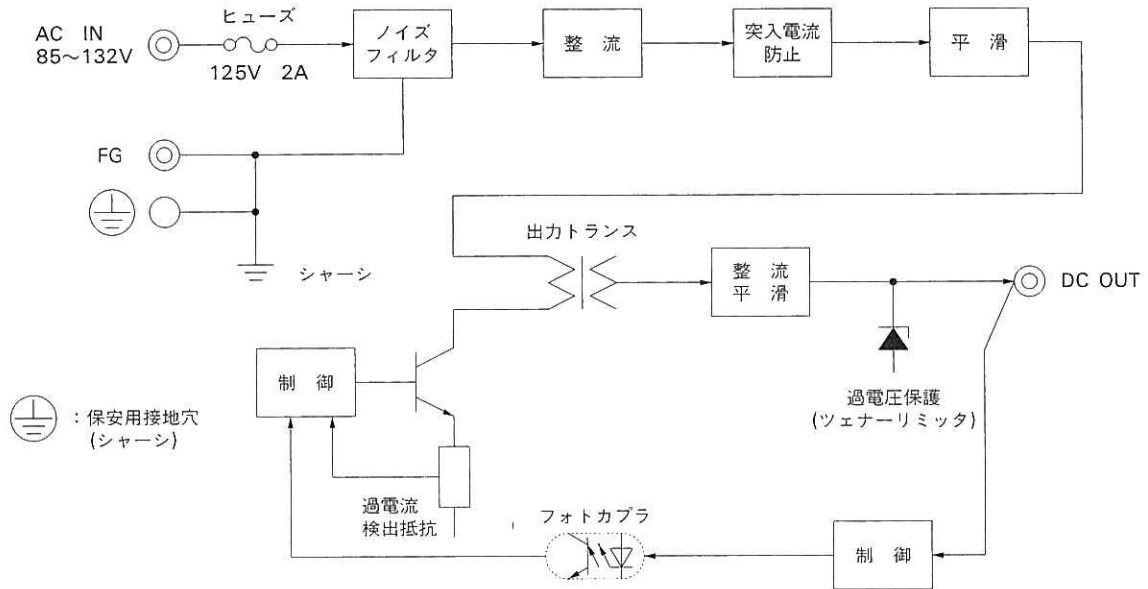 AC IN
85～132V
ヒューズ
125V 2A
ノイズ
フィルタ
整 流
突入電流
防止
平 滑
FG
シャーシ
出力トランス
整 流
平 滑
DC OUT
制 御
過電圧保護
(ツェナーリミッタ)
：保安用接地穴
(シャーシ)
過電流
検出抵抗
フォトカプラ
制 御